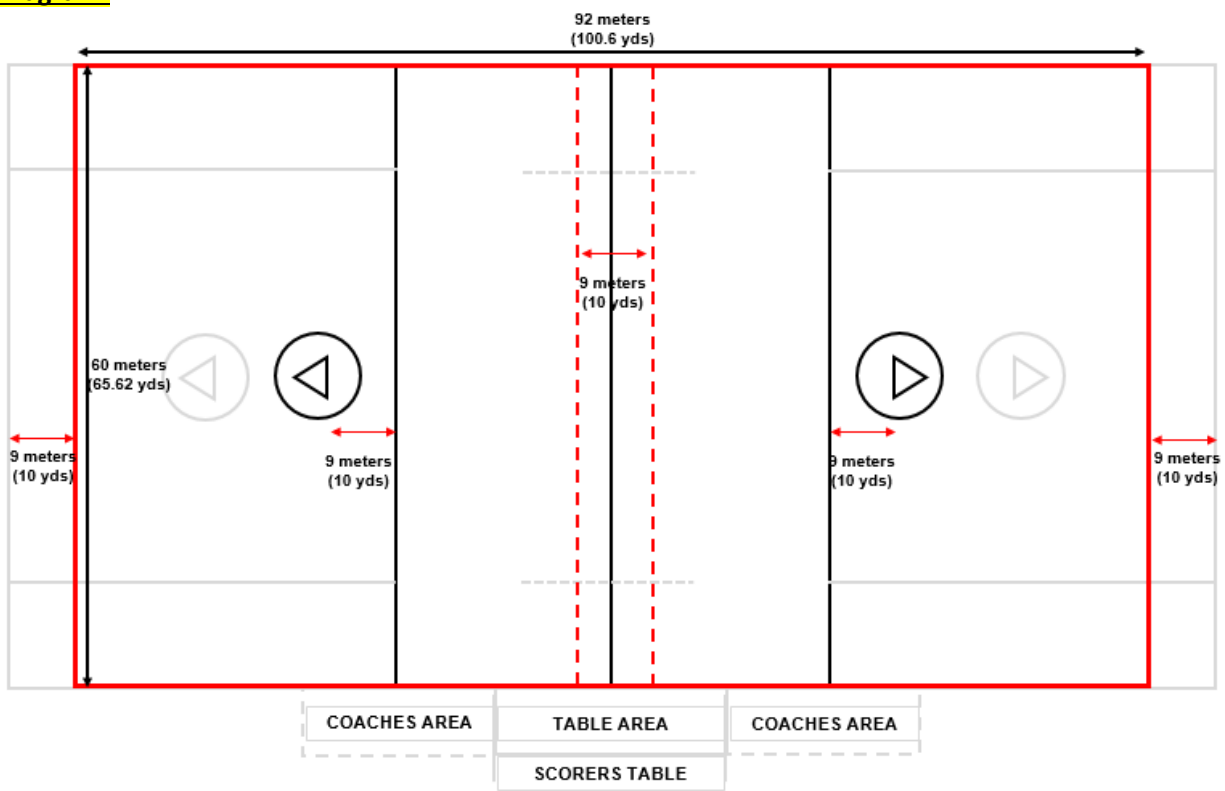 92 meters
(100.6 yds)
9 meters
(10 yds)
60 meters
(65.62 yds)
9 meters
(10 yds)
9 meters
(10 yds)
9 meters
(10 yds)
9 meters
(10 yds)
COACHES AREA
TABLE AREA
COACHES AREA
SCORERS TABLE